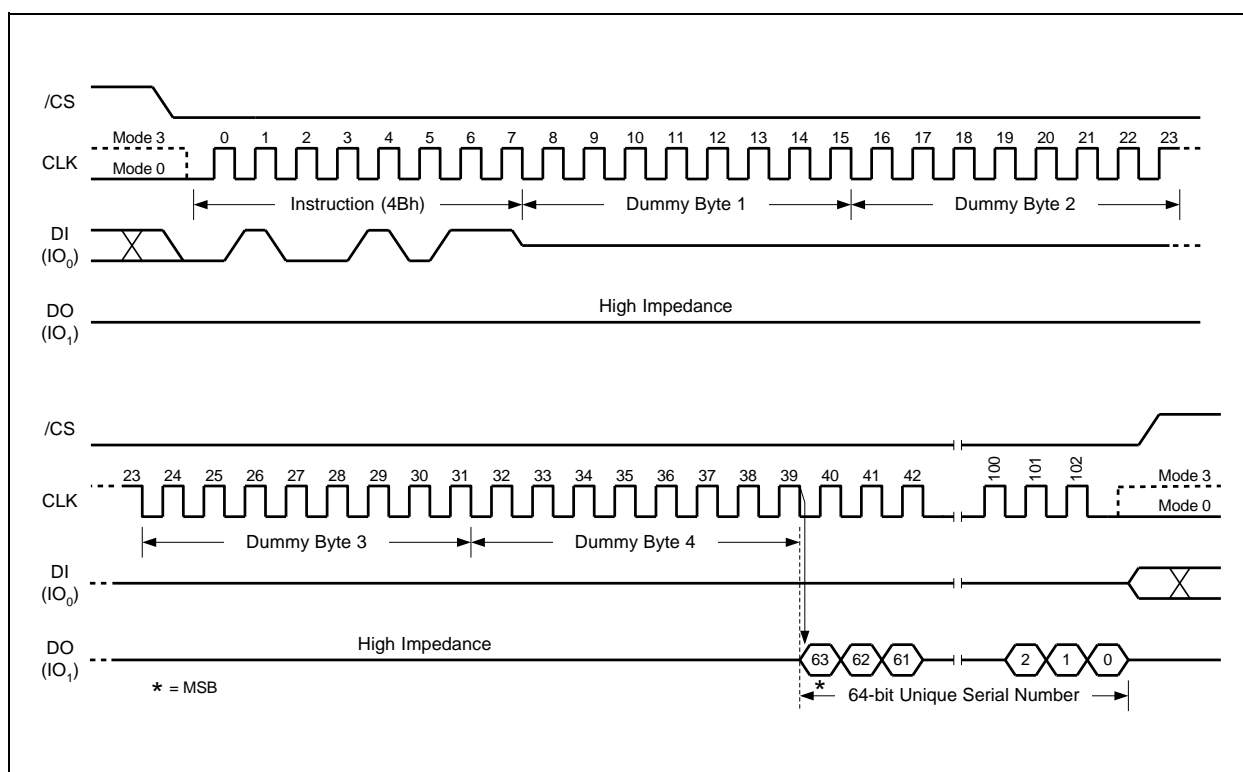 /CS
Mode 3
0 1 2 3 4 5 6 7 8 9 10 11 12 13 14 15 16 17 18 19 20 21 22 23
CLK
Mode 0
Instruction (4Bh) Dummy Byte 1 Dummy Byte 2
DI
(IO₀)
High Impedance
DO
(IO₁)
/CS
23 24 25 26 27 28 29 30 31 32 33 34 35 36 37 38 39 40 41 42 100 101 102
Mode 3
CLK
Mode 0
Dummy Byte 3 Dummy Byte 4
DI
(IO₀)
High Impedance
DO
(IO₁)
63 62 61 2 1 0
* = MSB
*
64-bit Unique Serial Number